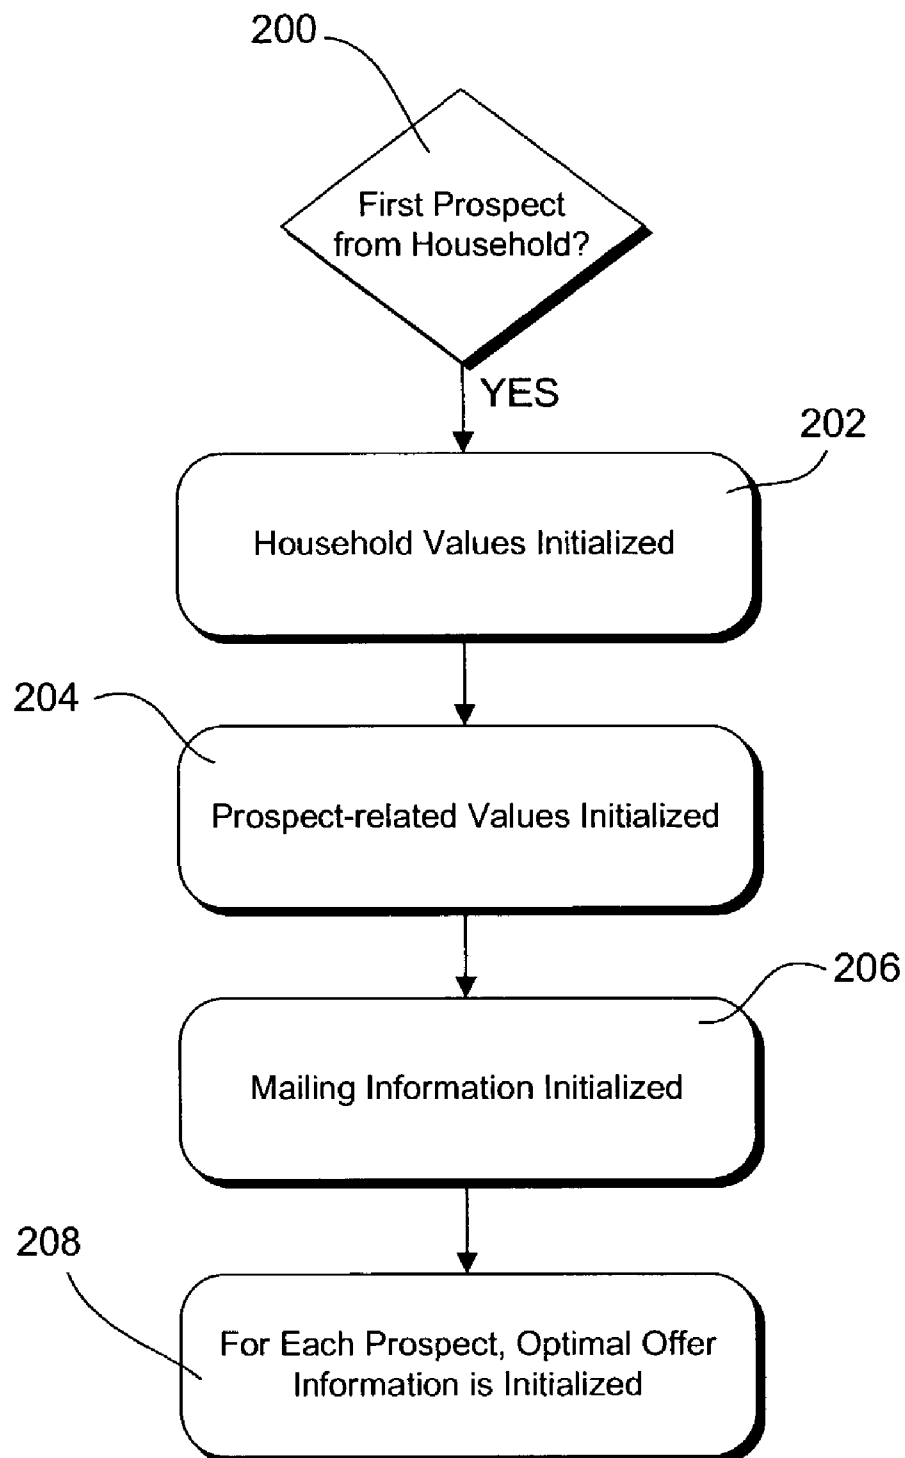 200
First Prospect
from Household?
YES
202
Household Values Initialized
204
Prospect-related Values Initialized
206
Mailing Information Initialized
208
For Each Prospect, Optimal Offer
Information is Initialized